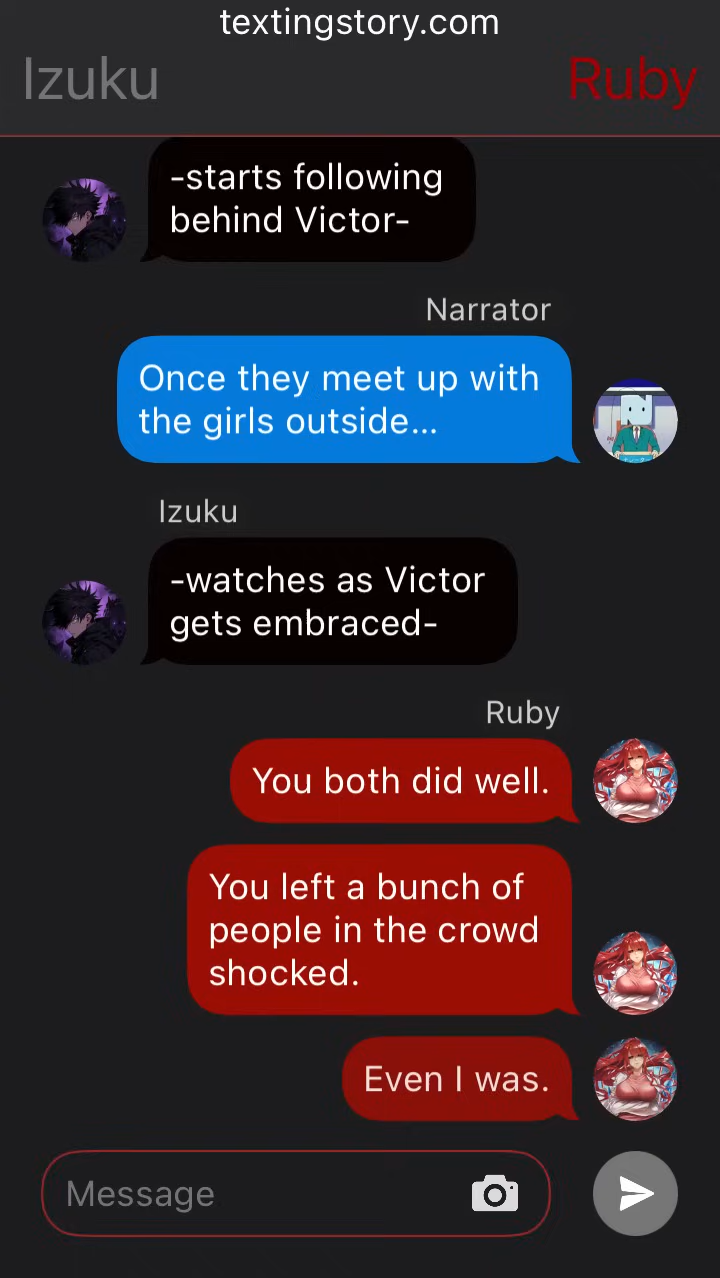 textingstory.com
Izuku
Ruby
-starts following
behind Victor-
Narrator
Once they meet up with
the girls outside...
Izuku
-watches as Victor
gets embraced-
Ruby
You both did well.
You left a bunch of
people in the crowd
shocked.
Even I was.
Message